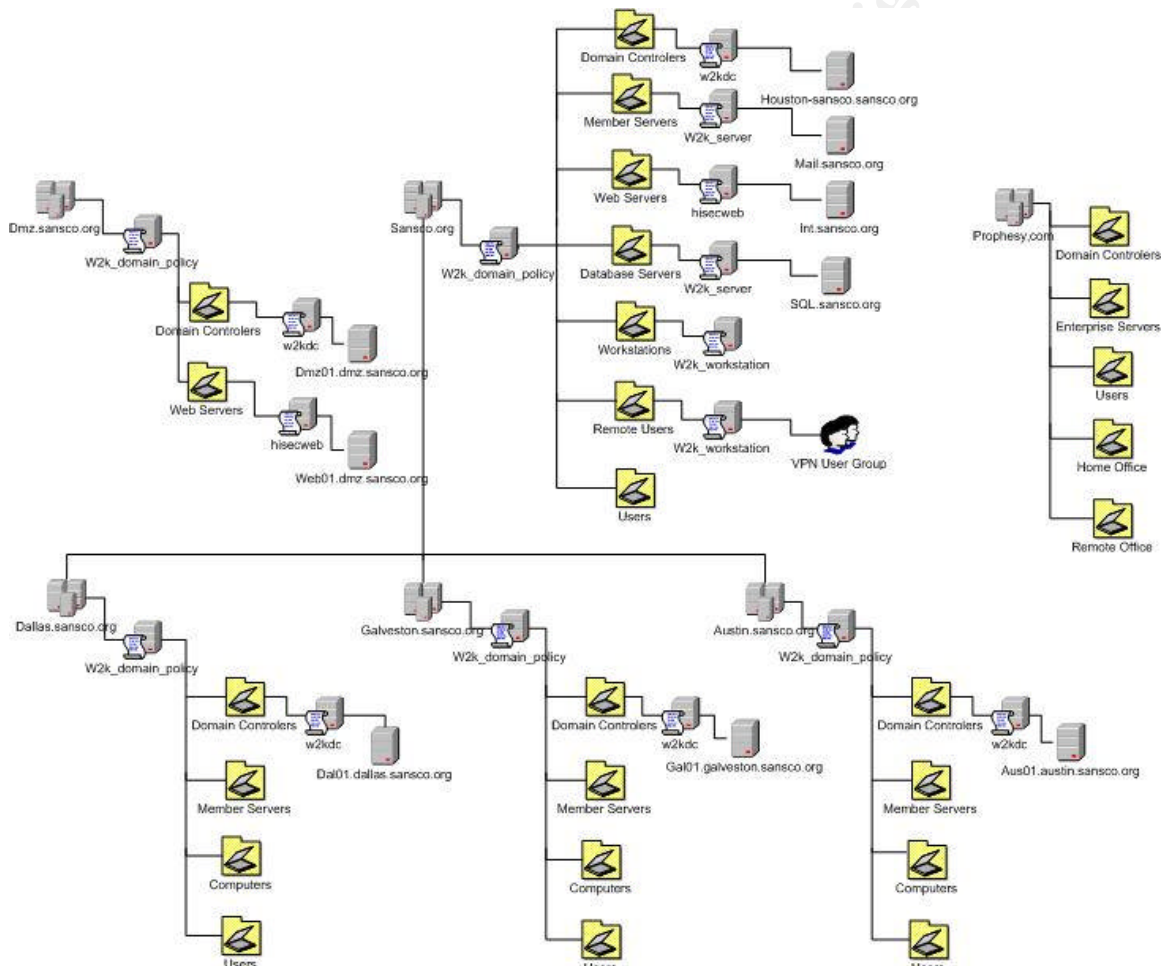 Domain Controlers
w2kdc
Houston-sansco.sansco.org
Member Servers
W2k_server
Mail.sansco.org
Web Servers
hisecweb
Int.sansco.org
Database Servers
W2k_server
SQL.sansco.org
Workstations
W2k_workstation
Remote Users
W2k_workstation
VPN User Group
Users
Dmz.sansco.org
W2k_domain_policy
Domain Controlers
w2kdc
Dmz01.dmz.sansco.org
Web Servers
hisecweb
Web01.dmz.sansco.org
Sansco.org
W2k_domain_policy
Prophesy.com
Domain Controlers
Enterprise Servers
Users
Home Office
Remote Office
Dallas.sansco.org
W2k_domain_policy
Domain Controlers
w2kdc
Dal01.dallas.sansco.org
Member Servers
Computers
Users
Galveston.sansco.org
W2k_domain_policy
Domain Controlers
w2kdc
Gal01.galveston.sansco.org
Member Servers
Computers
Users
Austin.sansco.org
W2k_domain_policy
Domain Controlers
w2kdc
Aus01.austin.sansco.org
Member Servers
Computers
Users